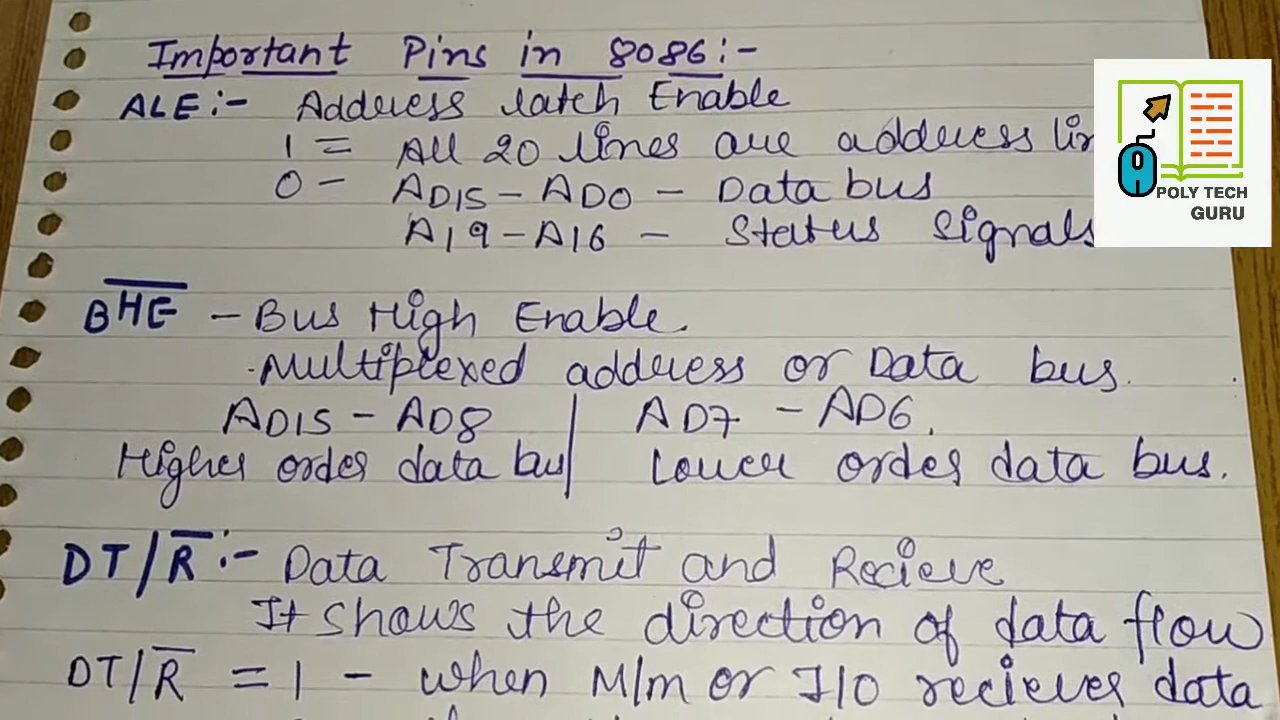 Important Pins in 8086:-
ALE:- Address latch Enable
1 = All 20 lines are address lin
0 - AD15 - AD0 - Data bus
A19 - A16 - Status Signals
POLY TECH
GURU
BHE - Bus High Enable.
Multiplexed address or Data bus.
AD15 - AD8 | AD7 - AD6.
Higher order data bus | Lower order data bus.
DT/R̅:- Data Transmit and Recieve
It shows the direction of data flow
DT/R̅ = 1 - when M/m or I/O recieves data